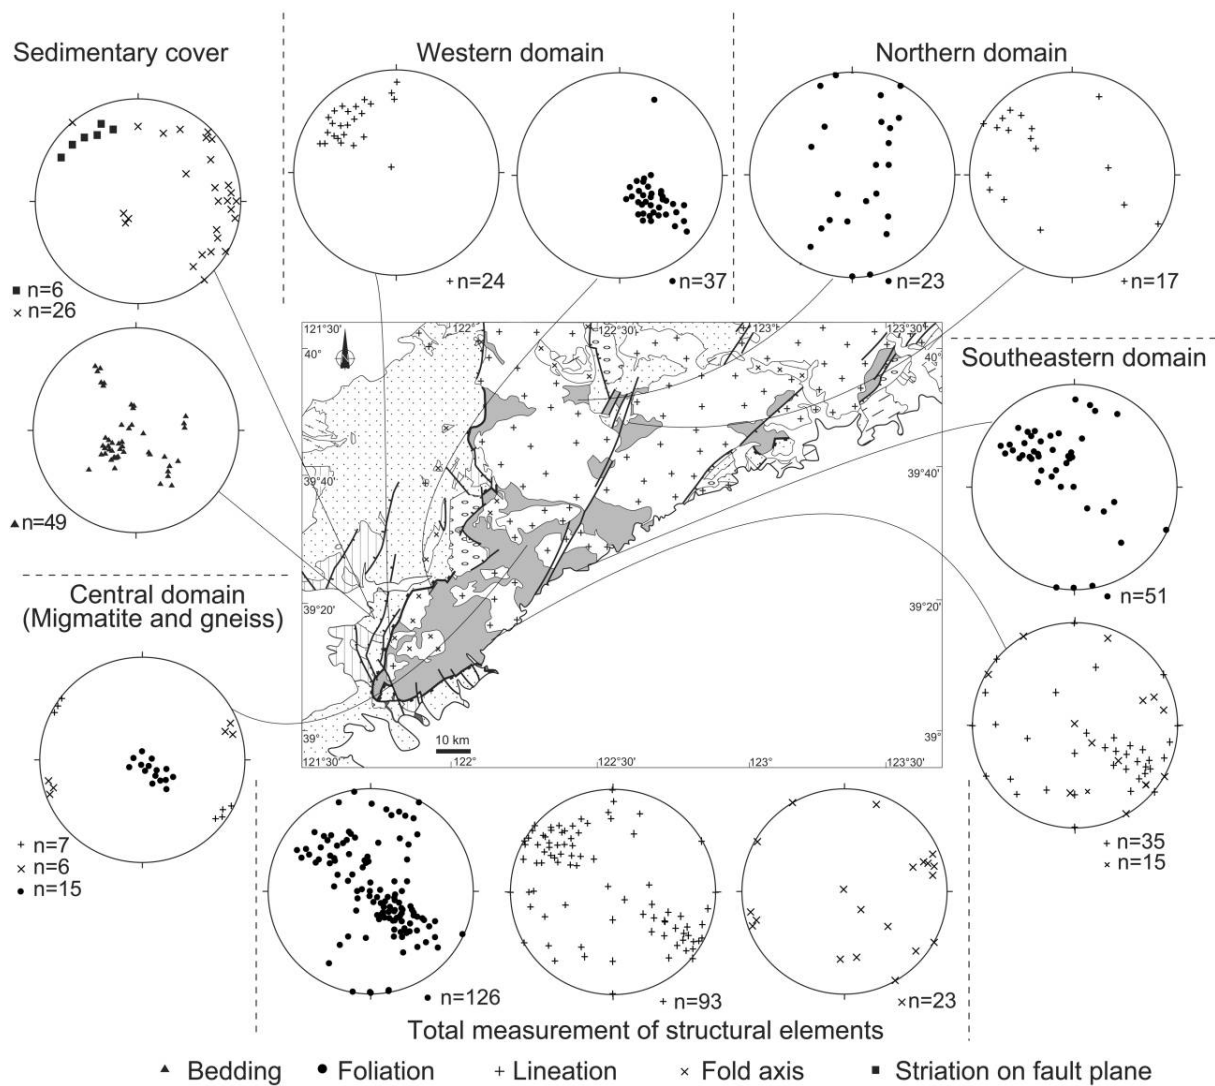 Sedimentary cover
Western domain
Northern domain
■ n=6
× n=26
+ n=24
● n=37
● n=23
+ n=17
121°30'
122°
122°30'
123°
123°30'
40°
40°
Southeastern domain
39°40'
39°40'
▲ n=49
Central domain
(Migmatite and gneiss)
39°20'
39°20'
n=51
39°
39°
10 km
121°30'
122°
122°30'
123°
123°30'
+ n=7
× n=6
● n=15
+ n=35
× n=15
● n=126
+ n=93
× n=23
Total measurement of structural elements
▲ Bedding ● Foliation + Lineation × Fold axis ■ Striation on fault plane